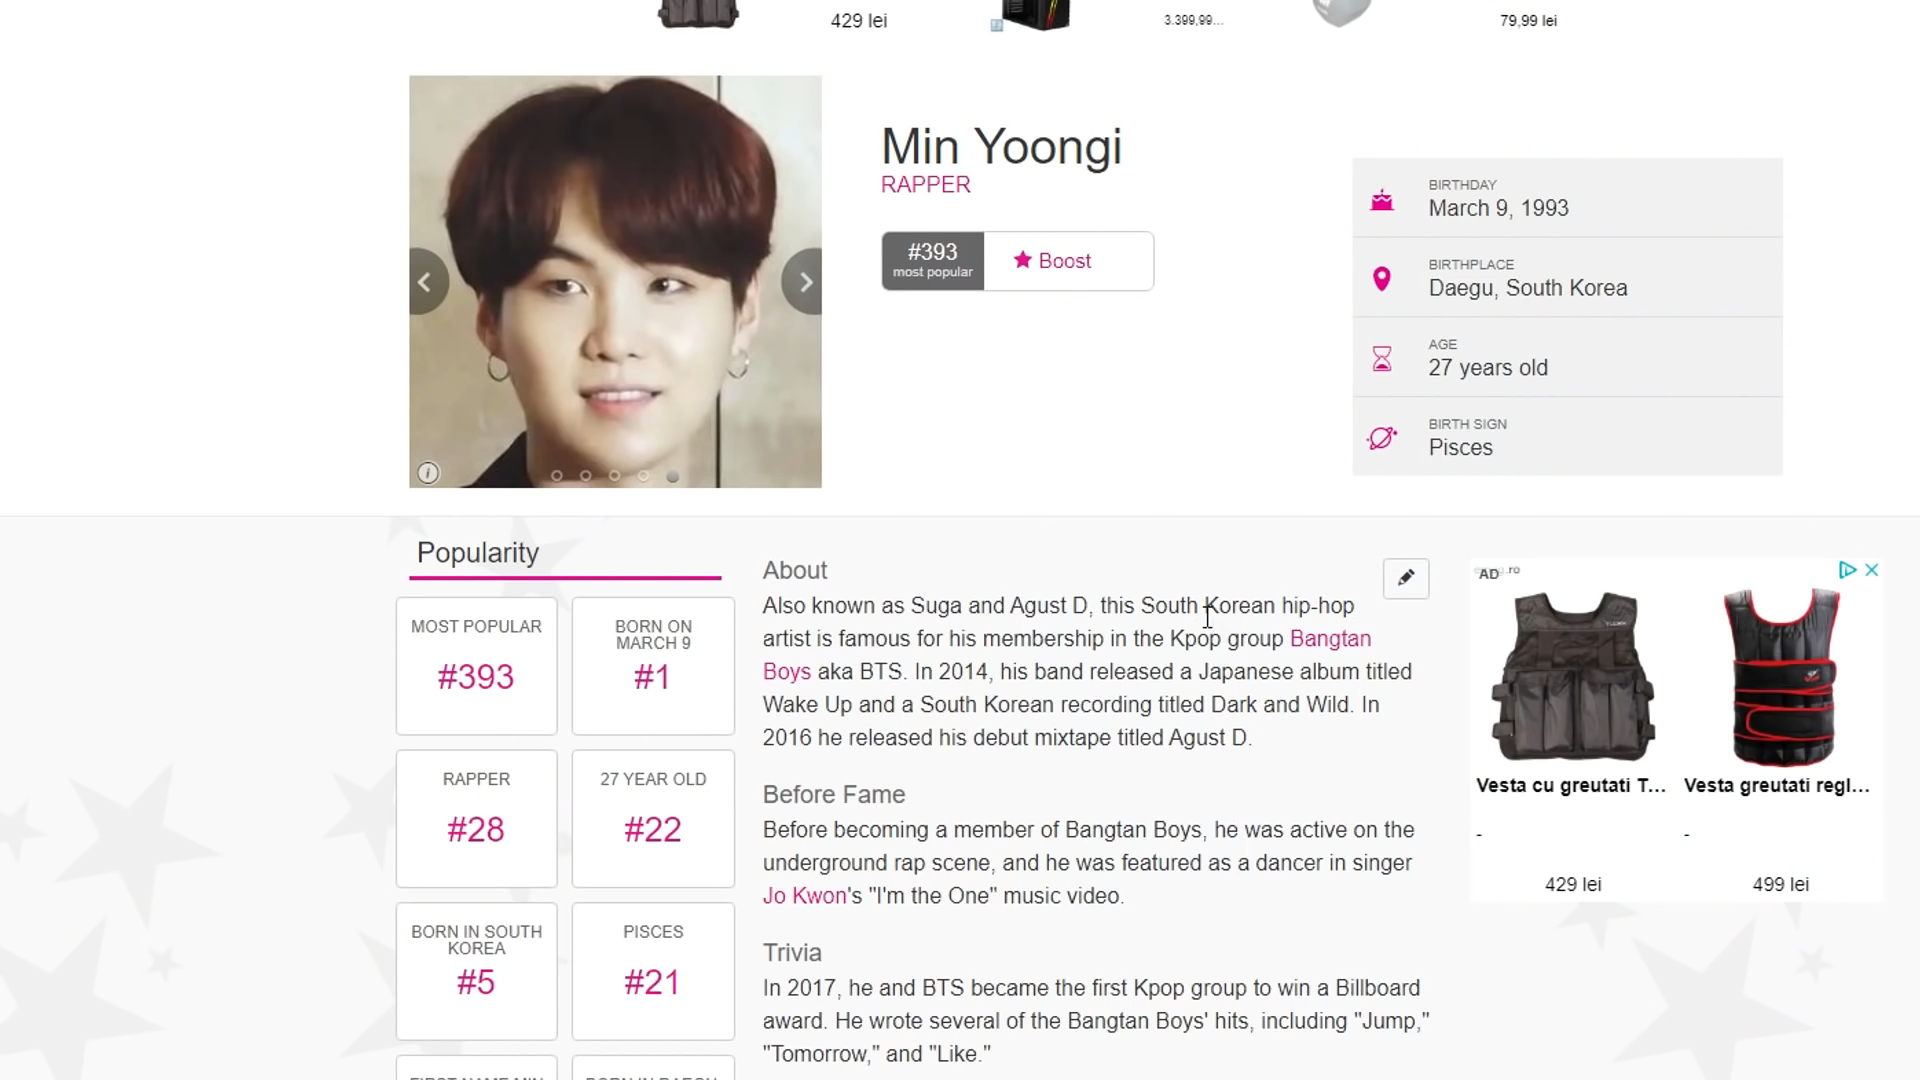 429 lei
3.399,99...
79,99 lei
Min Yoongi
RAPPER
#393
most popular
Boost
BIRTHDAY
March 9, 1993
BIRTHPLACE
Daegu, South Korea
AGE
27 years old
BIRTH SIGN
Pisces
Popularity
MOST POPULAR
#393
BORN ON
MARCH 9
#1
RAPPER
#28
27 YEAR OLD
#22
BORN IN SOUTH
KOREA
#5
PISCES
#21
About
Also known as Suga and Agust D, this South Korean hip-hop
artist is famous for his membership in the Kpop group Bangtan
Boys aka BTS. In 2014, his band released a Japanese album titled
Wake Up and a South Korean recording titled Dark and Wild. In
2016 he released his debut mixtape titled Agust D.
Before Fame
Before becoming a member of Bangtan Boys, he was active on the
underground rap scene, and he was featured as a dancer in singer
Jo Kwon's "I'm the One" music video.
Trivia
In 2017, he and BTS became the first Kpop group to win a Billboard
award. He wrote several of the Bangtan Boys' hits, including "Jump,"
"Tomorrow," and "Like."
AD
Vesta cu greutati T...
-
429 lei
Vesta greutati regl...
-
499 lei